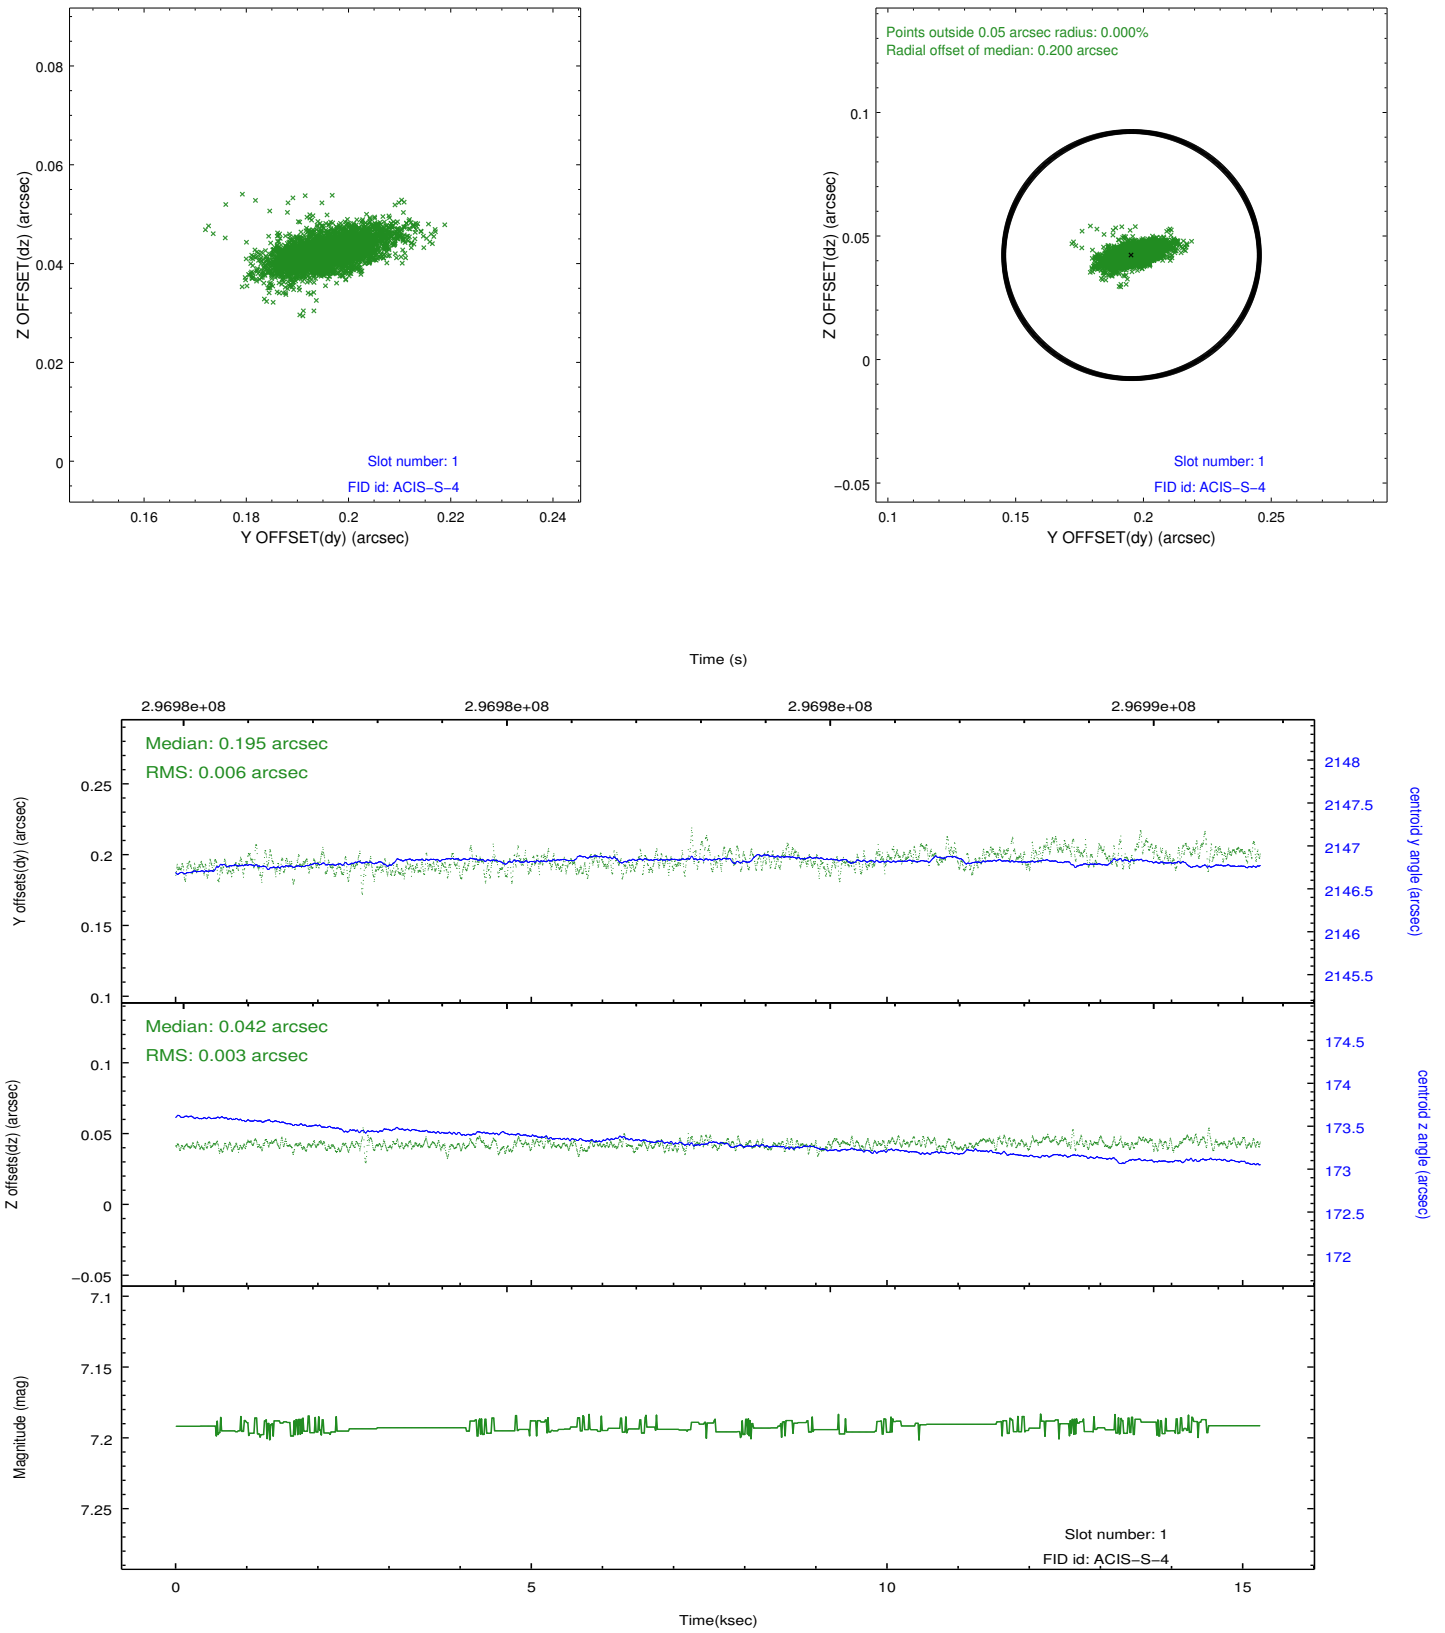 0.08
0.06
0.04
0.02
0
Z OFFSET(dz) (arcsec)
Slot number: 1
FID id: ACIS−S−4
0.16 0.18 0.2 0.22 0.24
Y OFFSET(dy) (arcsec)
Points outside 0.05 arcsec radius: 0.000%
Radial offset of median: 0.200 arcsec
0.1
0.05
0
−0.05
Z OFFSET(dz) (arcsec)
Slot number: 1
FID id: ACIS−S−4
0.1 0.15 0.2 0.25
Y OFFSET(dy) (arcsec)
Time (s)
2.9698e+08 2.9698e+08 2.9698e+08 2.9699e+08
Median: 0.195 arcsec
RMS: 0.006 arcsec
0.25
0.2
0.15
0.1
Y offsets(dy) (arcsec)
2148
2147.5
2147
2146.5
2146
2145.5
centroid y angle (arcsec)
Median: 0.042 arcsec
RMS: 0.003 arcsec
0.1
0.05
0
−0.05
Z offsets(dz) (arcsec)
174.5
174
173.5
173
172.5
172
centroid z angle (arcsec)
7.1
7.15
7.2
7.25
Magnitude (mag)
Slot number: 1
FID id: ACIS−S−4
0 5 10 15
Time(ksec)